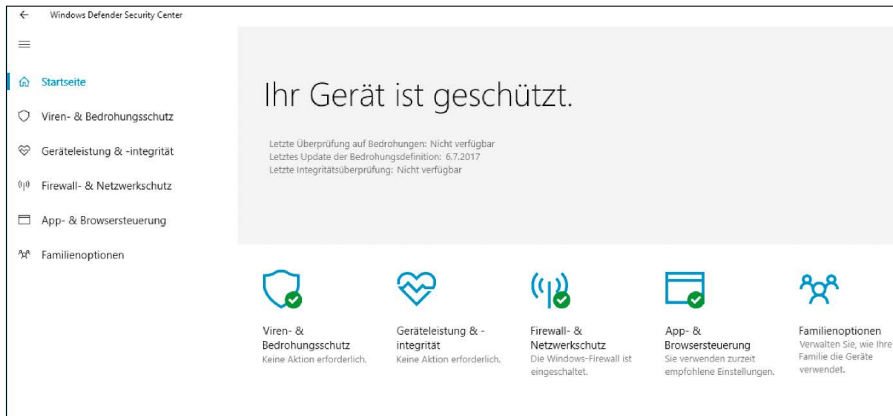 Windows Defender Security Center
Startseite
Viren- & Bedrohungsschutz
Geräteleistung & -integrität
Firewall- & Netzwerkschutz
App- & Browsersteuerung
Familienoptionen
Ihr Gerät ist geschützt.
Letzte Überprüfung auf Bedrohungen: Nicht verfügbar
Letztes Update der Bedrohungsdefinition: 6.7.2017
Letzte Integritätsüberprüfung: Nicht verfügbar
Viren- &
Bedrohungsschutz
Keine Aktion erforderlich.
Geräteleistung & -
integrität
Keine Aktion erforderlich.
Firewall- &
Netzwerkschutz
Die Windows-Firewall ist
eingeschaltet.
App- &
Browsersteuerung
Sie verwenden zurzeit
empfohlene Einstellungen.
Familienoptionen
Verwalten Sie, wie Ihre
Familie die Geräte
verwendet.